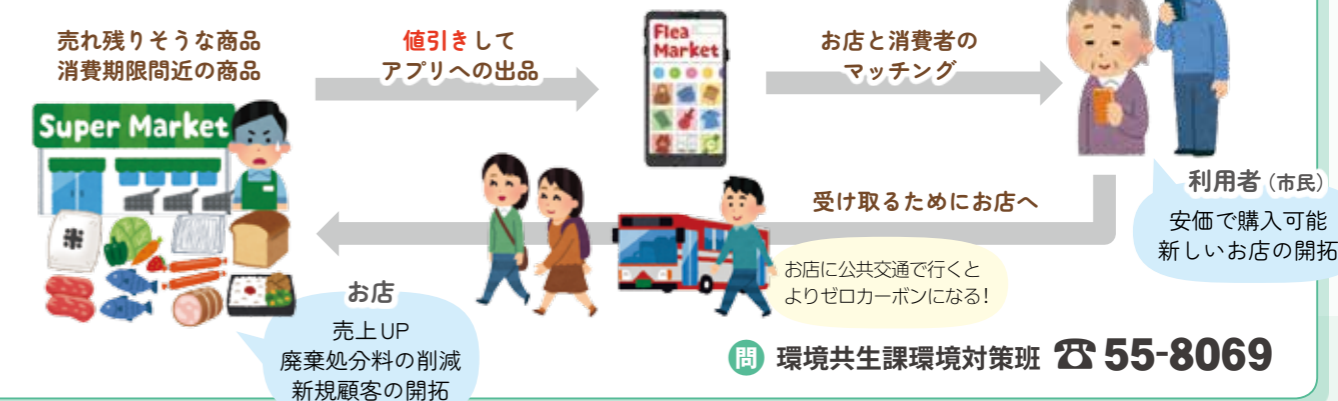 売れ残りそうな商品
消費期限間近の商品
値引きして
アプリへの出品
Flea
Market
お店と消費者の
マッチング
Super Market
米
利用者(市民)
安価で購入可能
新しいお店の開拓
受け取るためにお店へ
お店に公共交通で行くと
よりゼロカーボンになる!
お店
売上UP
廃棄処分料の削減
新規顧客の開拓
問 環境共生課環境対策班 ☎55-8069